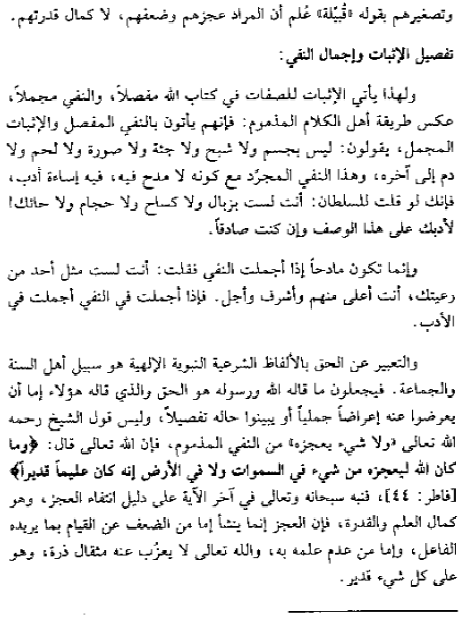 وتصغيرهم بقوله «قُبيّلة» عُلم أن المراد عجزهم وضعفهم، لا كمال قدرتهم.
تفصيل الإثبات وإجمال النفي:
ولهذا يأتي الإثبات للصفات في كتاب الله مفصلاً، والنفي مجملاً،
عكس طريقة أهل الكلام المذموم: فإنهم يأتون بالنفي المفصل والإثبات
المجمل، يقولون: ليس بجسم ولا شبح ولا جثة ولا صورة ولا لحم ولا
دم إلى آخره، وهذا النفي المجرّد مع كونه لا مدح فيه، فيه إساءة أدب،
فإنك لو قلت للسلطان: أنت لست بزبال ولا كساح ولا حجام ولا حائك!
لأدبك على هذا الوصف وإن كنت صادقاً.
وإنما تكون مادحاً إذا أجملت النفي فقلت: أنت لست مثل أحد من
رعيتك، أنت أعلى منهم وأشرف وأجل. فإذا أجملت في النفي أجملت في
الأدب.
والتعبير عن الحق بالألفاظ الشرعية النبوية الإلهية هو سبيل أهل السنة
والجماعة. فيجعلون ما قاله الله ورسوله هو الحق والذي قاله هؤلاء إما أن
يعرضوا عنه إعراضاً جملياً أو يبينوا حاله تفصيلاً، وليس قول الشيخ رحمه
الله تعالى «ولا شيء يعجزه» من النفي المذموم، فإن الله تعالى قال: ﴿وما
كان الله ليعجزه من شيء في السموات ولا في الأرض إنه كان عليماً قديراً﴾
[فاطر: ٤٤]، فنبه سبحانه وتعالى في آخر الآية على دليل انتفاء العجز، وهو
كمال العلم والقدرة، فإن العجز إنما ينشأ إما من الضعف عن القيام بما يريده
الفاعل، وإما من عدم علمه به، والله تعالى لا يعزُب عنه مثقال ذرة، وهو
على كل شيء قدير.